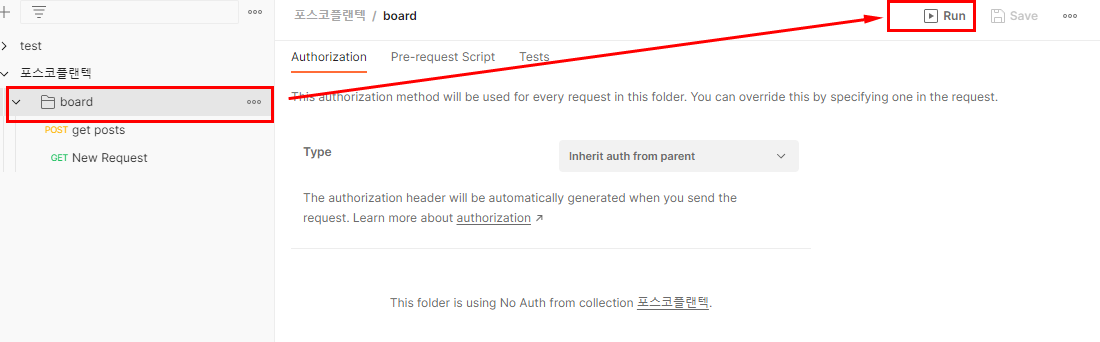 포스코플랜텍 / board
Run
Save
test
포스코플랜텍
board
POST get posts
GET New Request
Authorization
Pre-request Script
Tests
This authorization method will be used for every request in this folder. You can override this by specifying one in the request.
Type
Inherit auth from parent
The authorization header will be automatically generated when you send the
request. Learn more about authorization ↗
This folder is using No Auth from collection 포스코플랜텍.